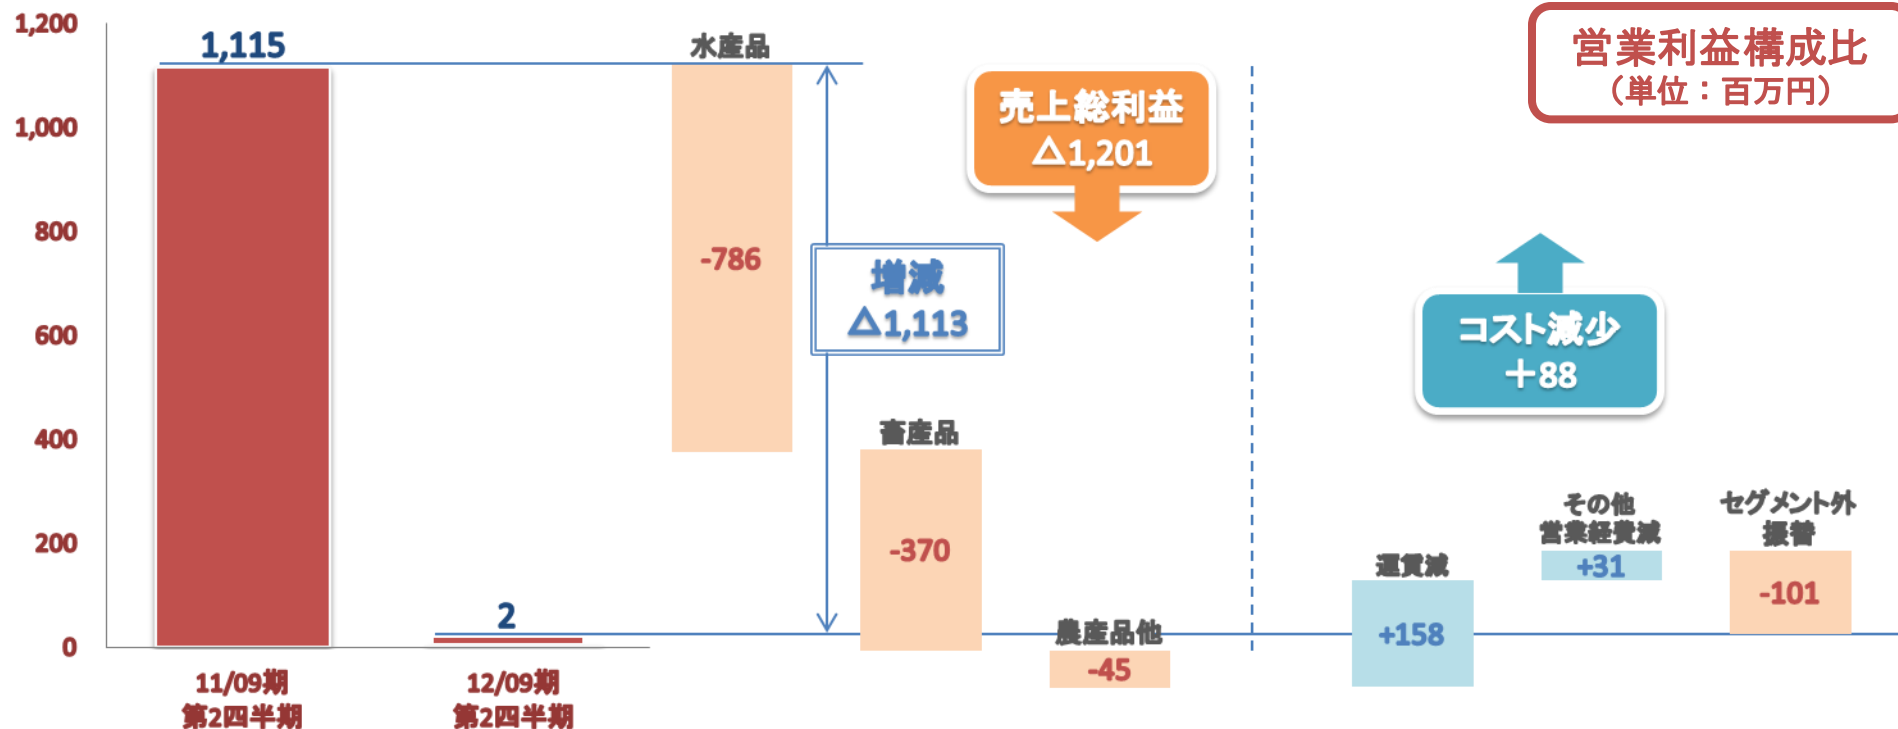 営業利益構成比
（単位：百万円）
1,200
1,000
800
600
400
200
0
1,115
2
11/09期
第2四半期
12/09期
第2四半期
水産品
-786
増減
△1,113
売上総利益
△1,201
畜産品
-370
農産品他
-45
コスト減少
＋88
運賃減
+158
その他
営業経費減
+31
セグメント外
振替
-101